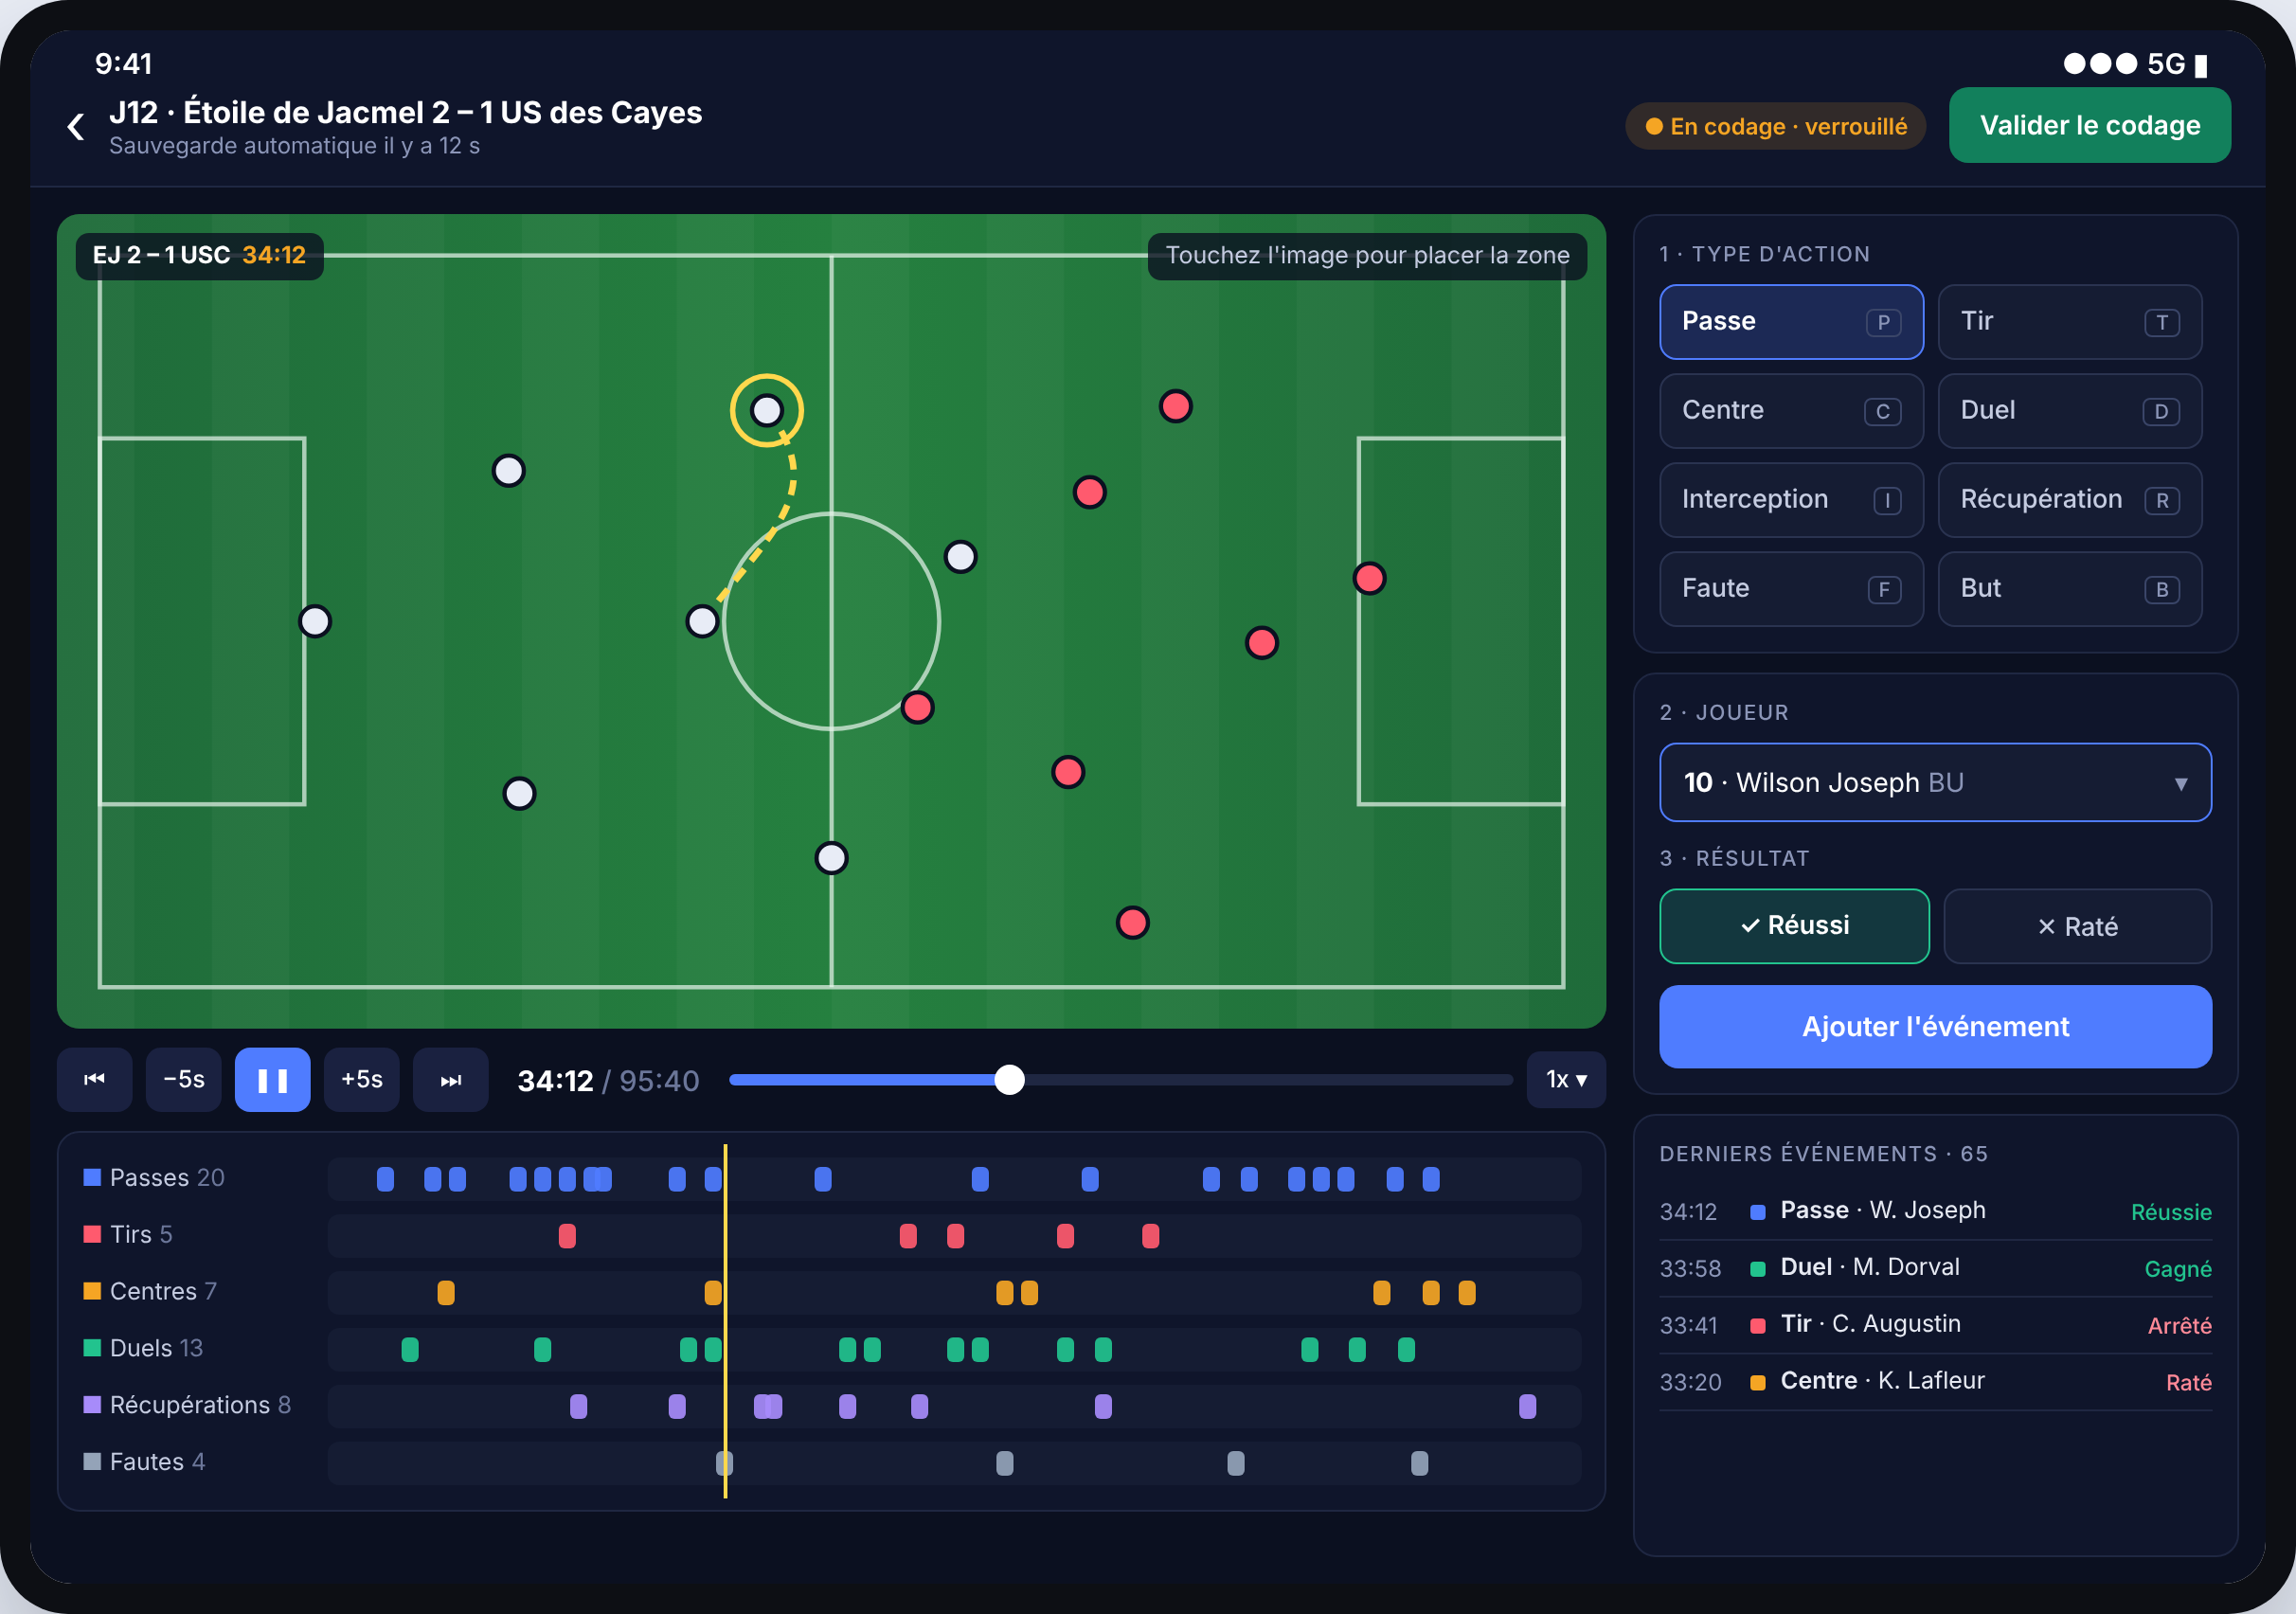 9:41
5G
J12 · Étoile de Jacmel 2 – 1 US des Cayes
Sauvegarde automatique il y a 12 s
En codage · verrouillé
Valider le codage
EJ 2 – 1 USC 34:12
Touchez l'image pour placer la zone
1 · TYPE D'ACTION
Passe P
Tir T
Centre C
Duel D
Interception I
Récupération R
Faute F
But B
2 · JOUEUR
10 · Wilson Joseph BU
3 · RÉSULTAT
✓ Réussi
✕ Raté
Ajouter l'événement
−5s
+5s
34:12 / 95:40
1x ▾
Passes 20
Tirs 5
Centres 7
Duels 13
Récupérations 8
Fautes 4
DERNIERS ÉVÉNEMENTS · 65
34:12 Passe · W. Joseph Réussie
33:58 Duel · M. Dorval Gagné
33:41 Tir · C. Augustin Arrêté
33:20 Centre · K. Lafleur Raté